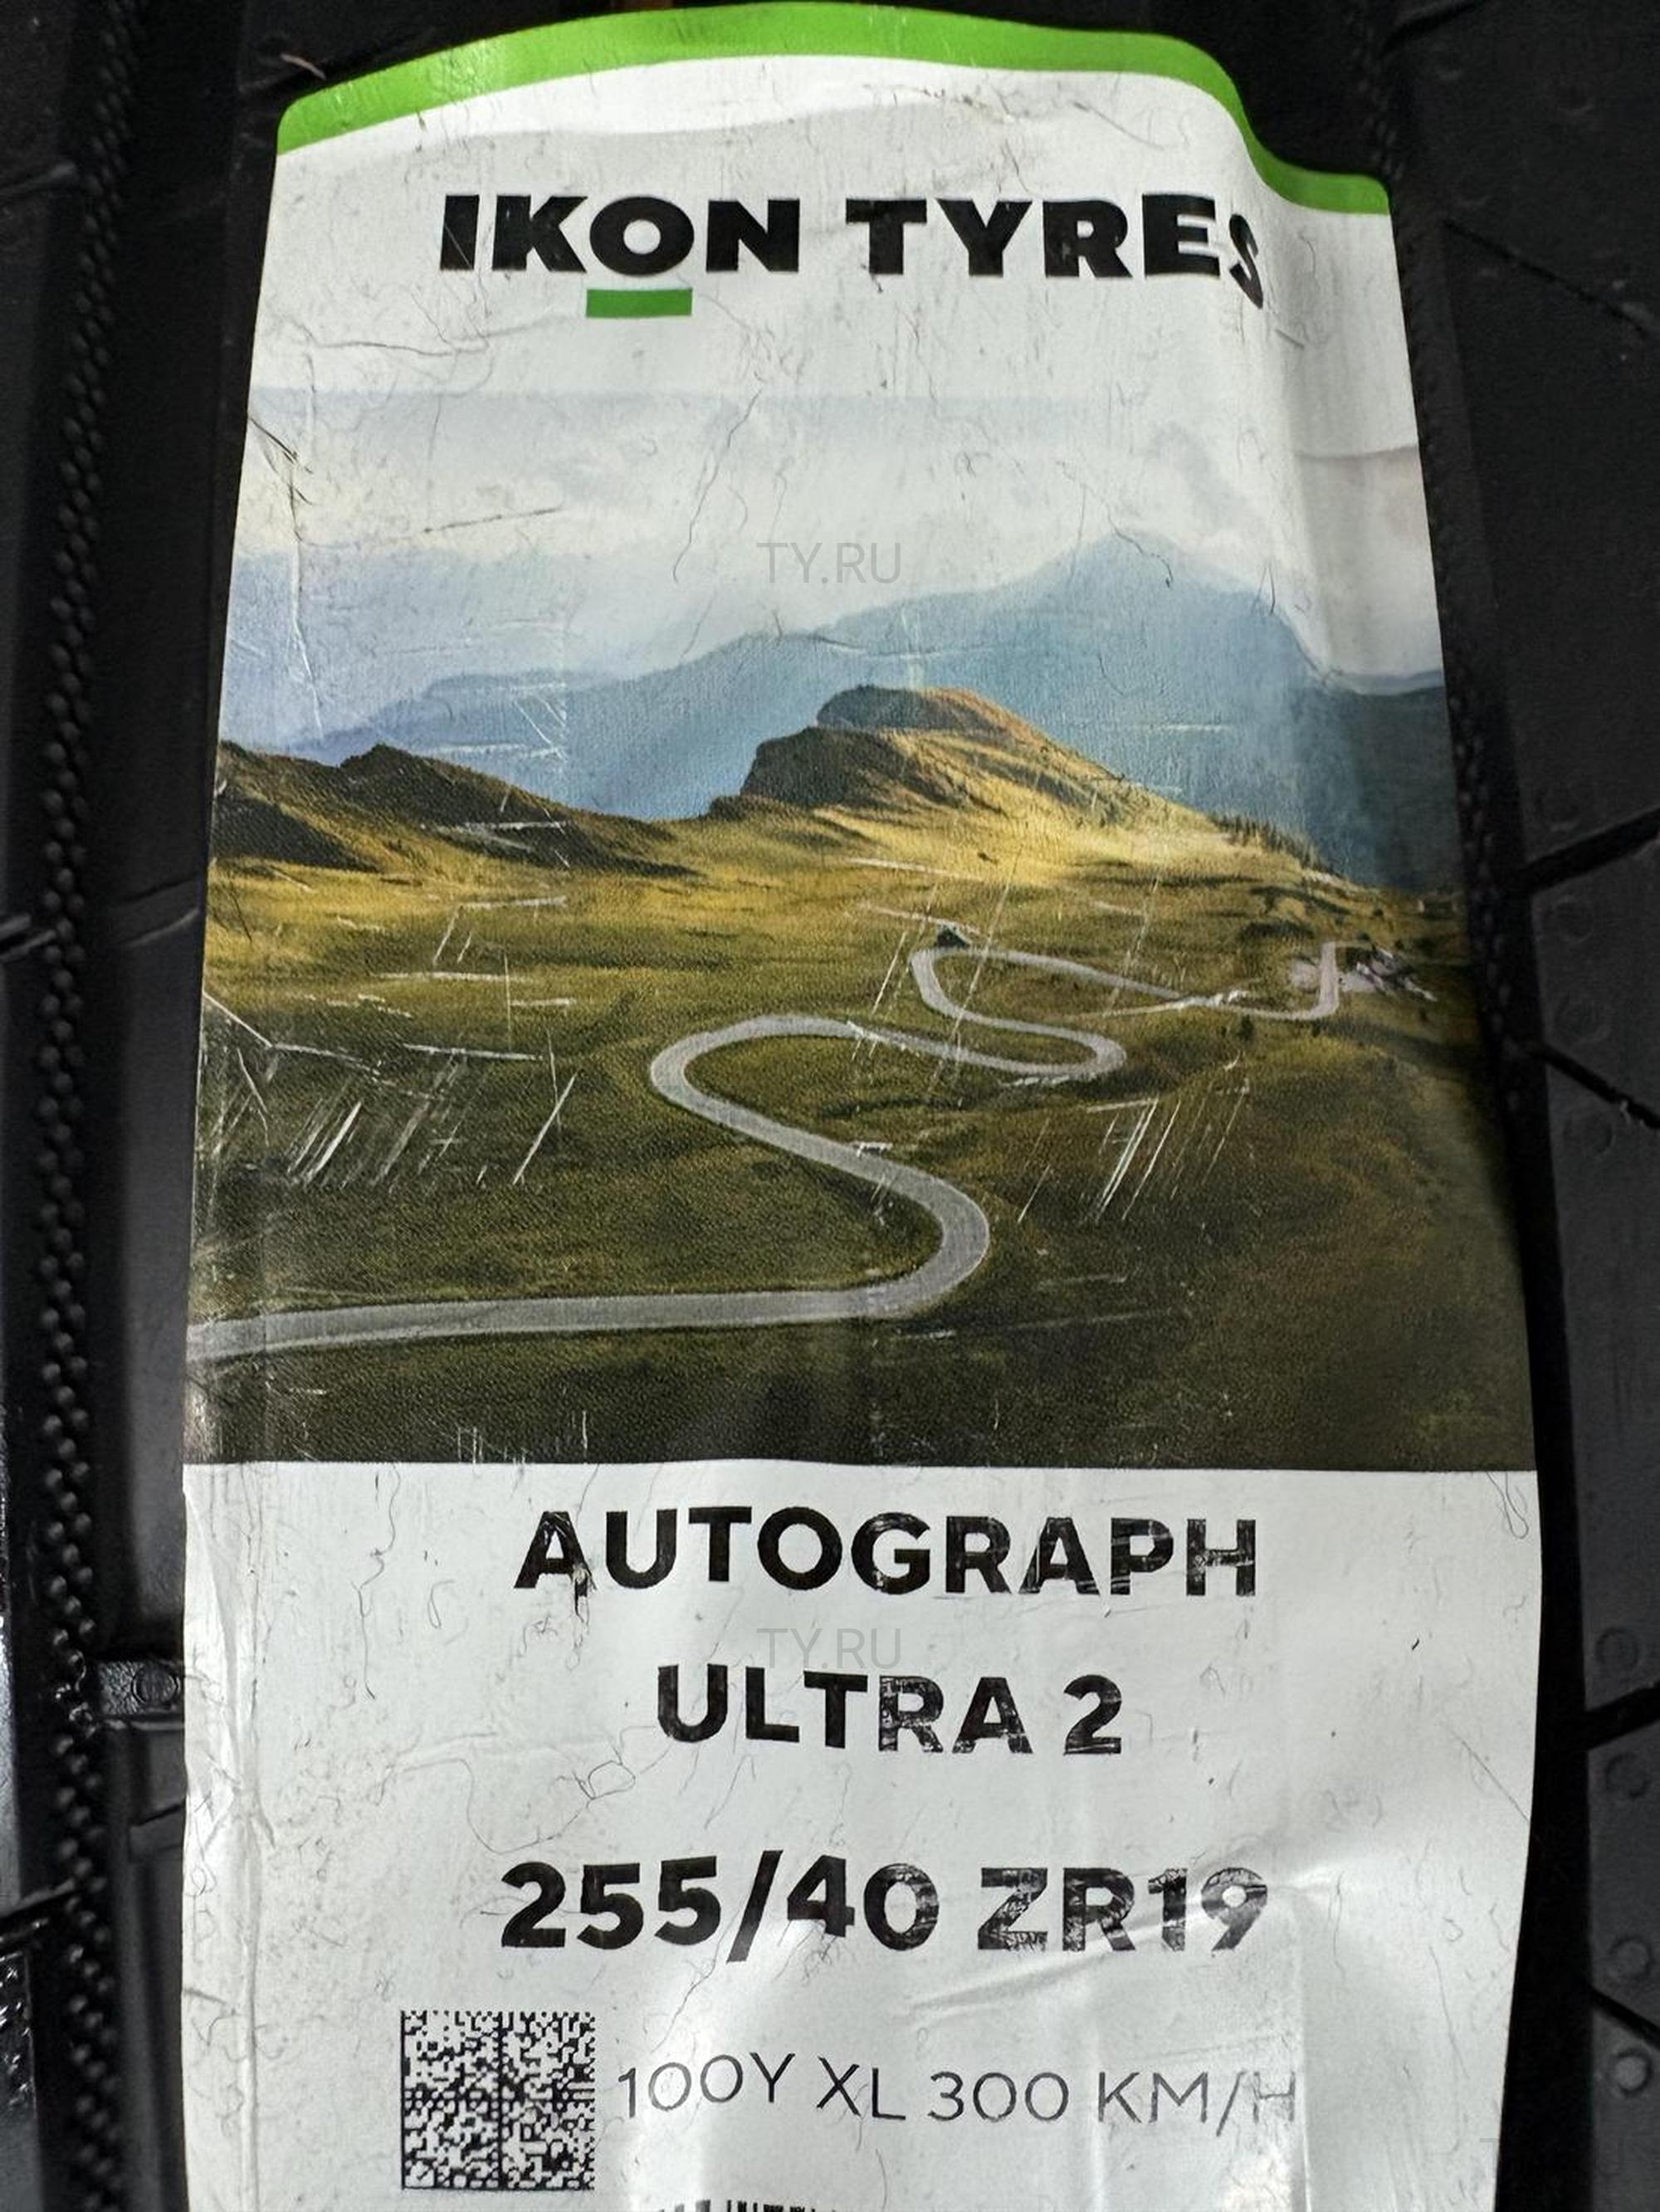 IKON TYRES
TY.RU
AUTOGRAPH
TY.RU
ULTRA 2
255/40 ZR19
100Y XL 300 KM/H